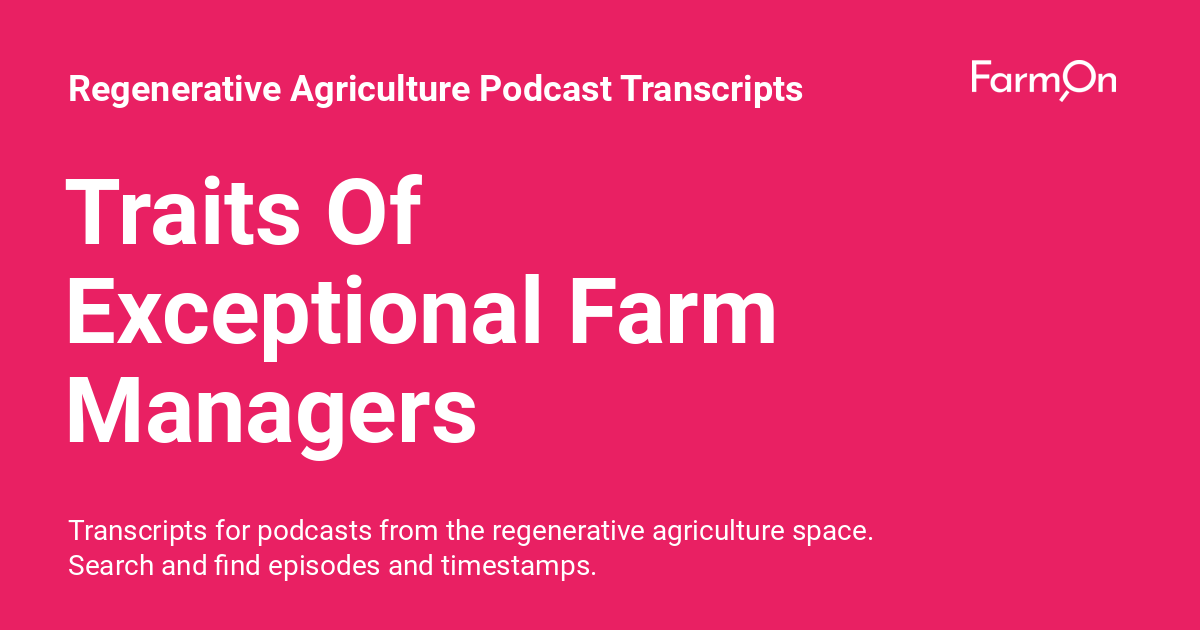 Regenerative Agriculture Podcast Transcripts
FarmOn
Traits Of
Exceptional Farm
Managers
Transcripts for podcasts from the regenerative agriculture space.
Search and find episodes and timestamps.